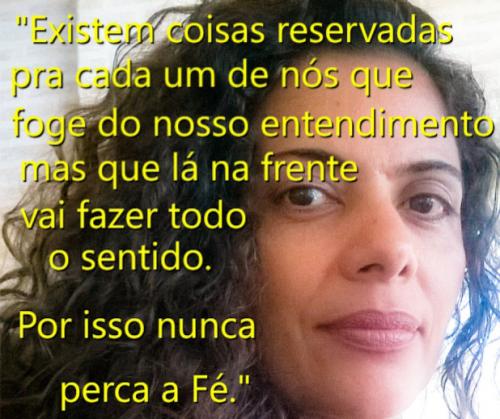 "Existem coisas reservadas
pra cada um de nós que
foge do nosso entendimento
mas que lá na frente
vai fazer todo
o sentido.
Por isso nunca
perca a Fé."